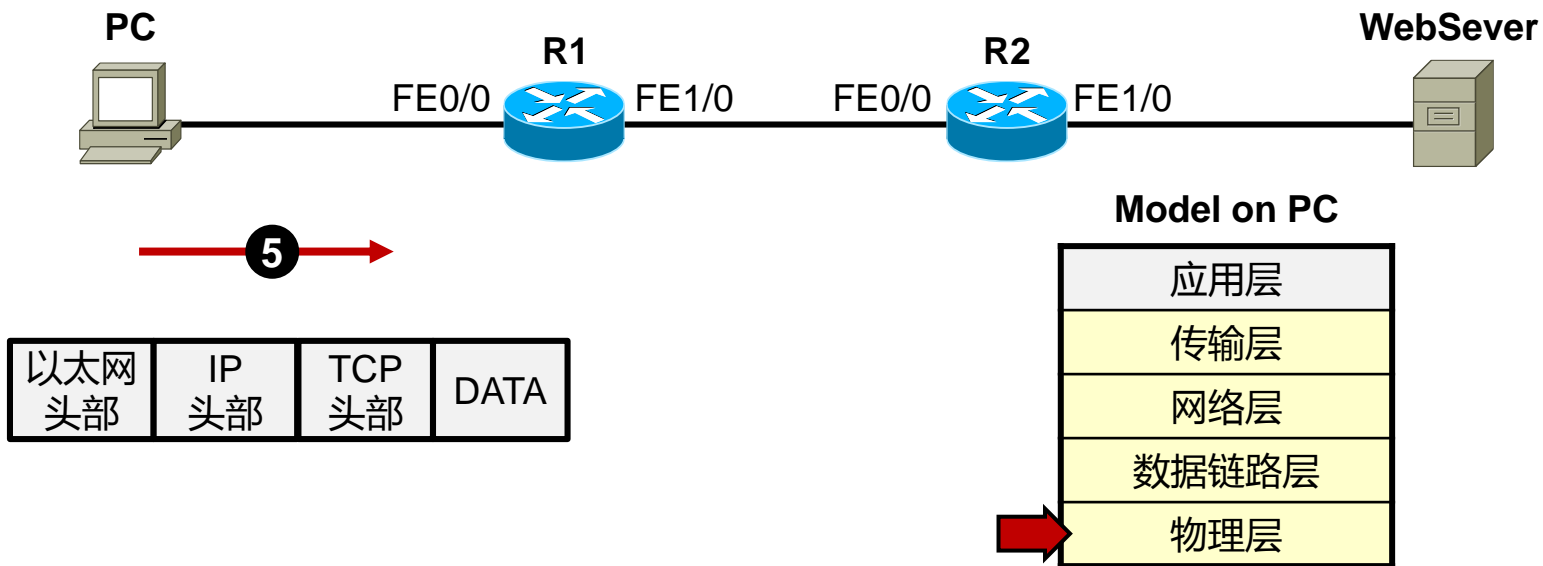 PC
R1
R2
WebSever
FE0/0
FE1/0
FE0/0
FE1/0
5
Model on PC
应用层
传输层
网络层
数据链路层
物理层
以太网
头部
IP
头部
TCP
头部
DATA